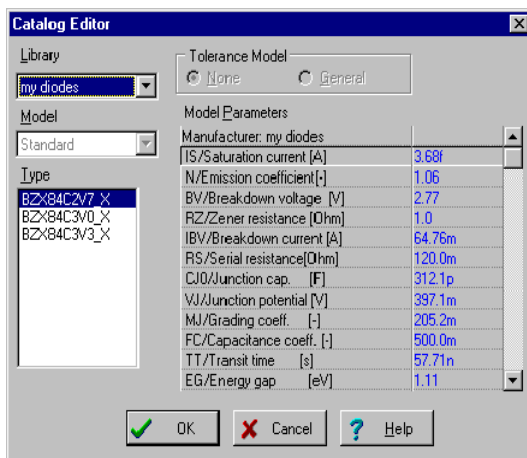 Catalog Editor
Library
my diodes
Model
Standard
Type
BZX84C2V7_X
BZX84C3V0_X
BZX84C3V3_X
Tolerance Model
None
General
Model Parameters
Manufacturer: my diodes
IS/Saturation current [A] 3.68f
N/Emission coefficient[-] 1.06
BV/Breakdown voltage [V] 2.77
RZ/Zener resistance [Ohm] 1.0
IBV/Breakdown current [A] 64.76m
RS/Serial resistance[Ohm] 120.0m
CJ0/Junction cap. [F] 312.1p
VJ/Junction potential [V] 397.1m
MJ/Grading coeff. [-] 205.2m
FC/Capacitance coeff. [-] 500.0m
TT/Transit time [s] 57.71n
EG/Energy gap [eV] 1.11
OK Cancel Help